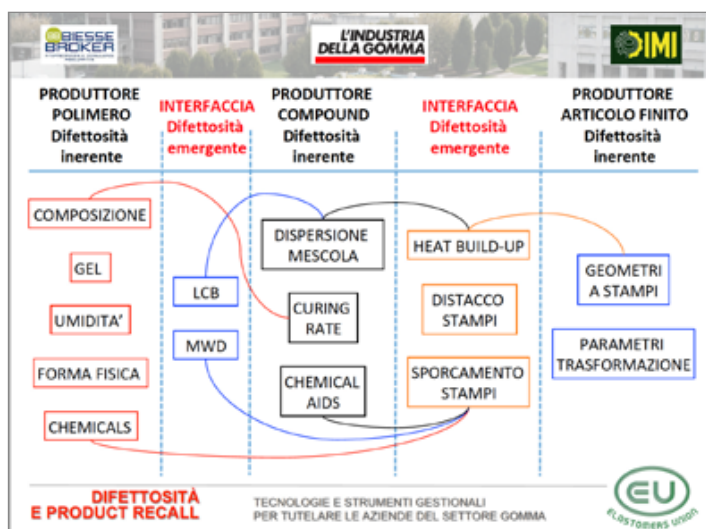 BIESSE
BROKER
L'INDUSTRIA
DELLA GOMMA
DIMI
PRODUTTORE
POLIMERO
Difettosità
inerente
INTERFACCIA
Difettosità
emergente
PRODUTTORE
COMPOUND
Difettosità
inerente
INTERFACCIA
Difettosità
emergente
PRODUTTORE
ARTICOLO FINITO
Difettosità
inerente
COMPOSIZIONE
GEL
UMIDITA'
FORMA FISICA
CHEMICALS
LCB
MWD
DISPERSIONE
MESCOLA
CURING
RATE
CHEMICAL
AIDS
HEAT BUILD-UP
DISTACCO
STAMPI
SPORCAMENTO
STAMPI
GEOMETRI
A STAMPI
PARAMETRI
TRASFORMAZIONE
DIFETTOSITÀ
E PRODUCT RECALL
TECNOLOGIE E STRUMENTI GESTIONALI
PER TUTELARE LE AZIENDE DEL SETTORE GOMMA
EU
ELASTOMERS UNION